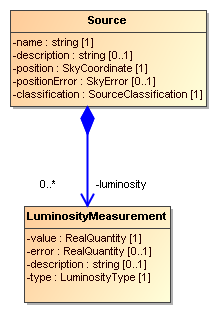 Source
-name : string [1]
-description : string [0..1]
-position : SkyCoordinate [1]
-positionError : SkyError [0..1]
-classification : SourceClassification [1]
0..* -luminosity
LuminosityMeasurement
-value : RealQuantity [1]
-error : RealQuantity [0..1]
-description : string [0..1]
-type : LuminosityType [1]